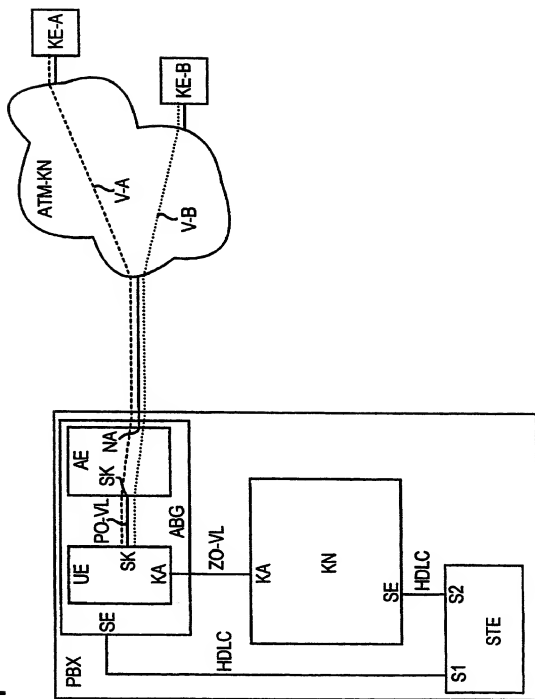 KE-A
KE-B
ATM-KN
V-A
V-B
PBX
ABG
AE
NA
SK
PO-VL
UE
SK
KA
SE
ZO-VL
HDLC
KA
KN
SE
HDLC
S1
S2
STE